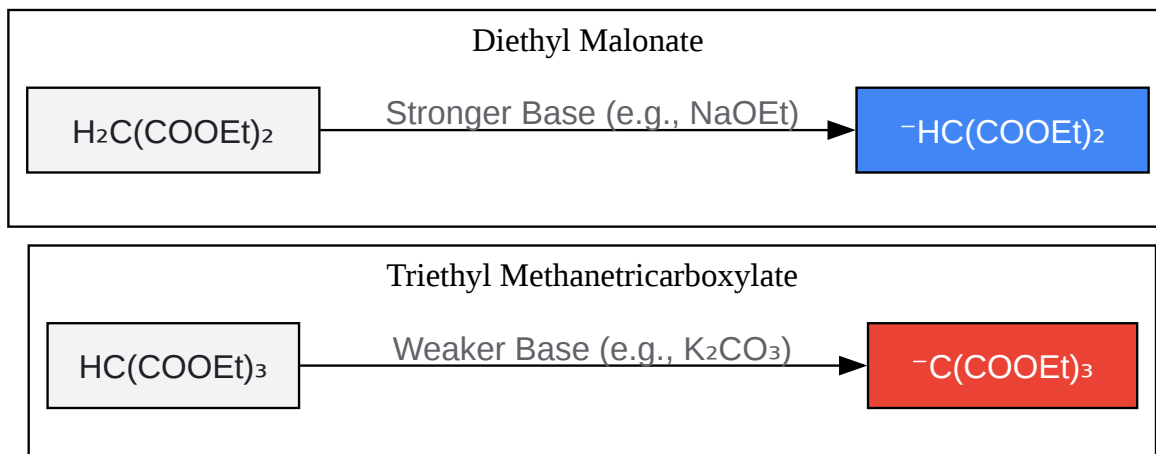 Diethyl Malonate
H₂C(COOEt)₂
Stronger Base (e.g., NaOEt)
⁻HC(COOEt)₂
Triethyl Methanetricarboxylate
HC(COOEt)₃
Weaker Base (e.g., K₂CO₃)
⁻C(COOEt)₃